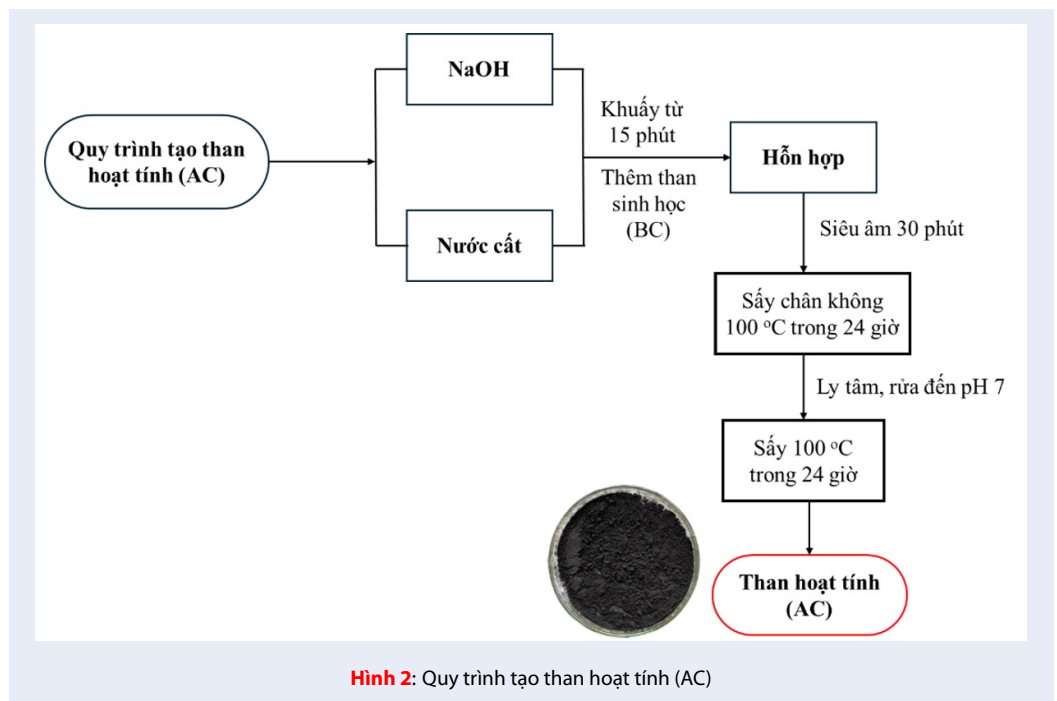 Quy trình tạo than
hoạt tính (AC)
NaOH
Nước cất
Khuấy từ
15 phút
Thêm than
sinh học
(BC)
Hỗn hợp
Siêu âm 30 phút
Sấy chân không
100 ºC trong 24 giờ
Ly tâm, rửa đến pH 7
Sấy 100 ºC
trong 24 giờ
Than hoạt tính
(AC)
Hình 2: Quy trình tạo than hoạt tính (AC)